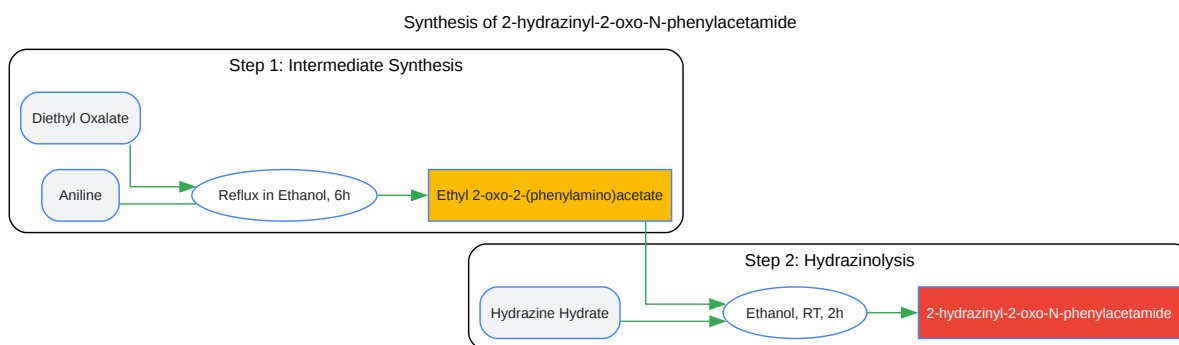 Synthesis of 2-hydrazinyl-2-oxo-N-phenylacetamide
Step 1: Intermediate Synthesis
Diethyl Oxalate
Aniline
Reflux in Ethanol, 6h
Ethyl 2-oxo-2-(phenylamino)acetate
Step 2: Hydrazinolysis
Hydrazine Hydrate
Ethanol, RT, 2h
2-hydrazinyl-2-oxo-N-phenylacetamide